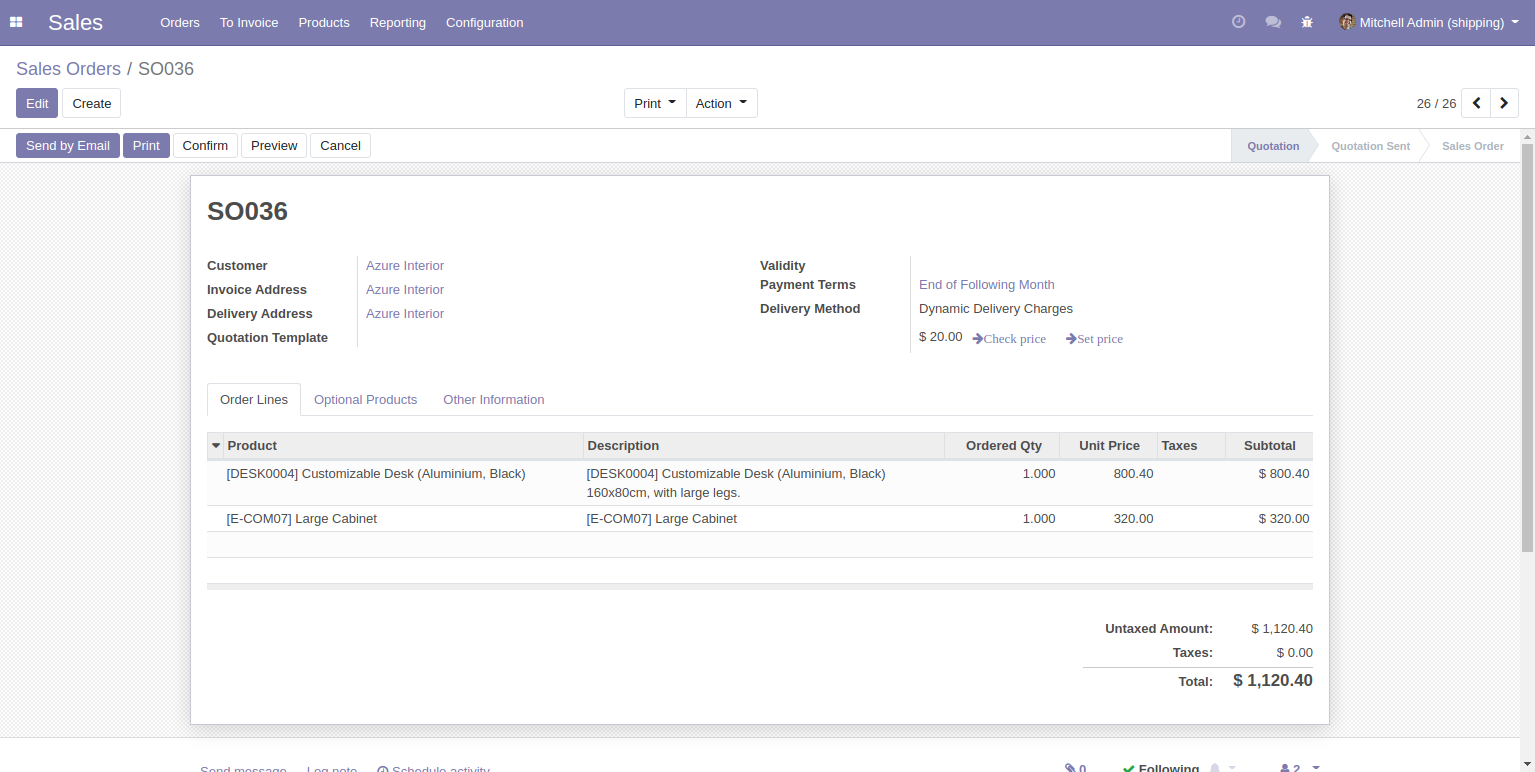 Sales Orders To Invoice Products Reporting Configuration Mitchell Admin (shipping)
Sales Orders / SO036
Edit Create Print Action 26 / 26
Send by Email Print Confirm Preview Cancel Quotation Quotation Sent Sales Order
SO036
Customer Azure Interior
Invoice Address Azure Interior
Delivery Address Azure Interior
Quotation Template
Validity
Payment Terms End of Following Month
Delivery Method Dynamic Delivery Charges
$ 20.00 Check price Set price
Order Lines Optional Products Other Information
Product Description Ordered Qty Unit Price Taxes Subtotal
[DESK0004] Customizable Desk (Aluminium, Black) [DESK0004] Customizable Desk (Aluminium, Black) 1.000 800.40 $ 800.40
160x80cm, with large legs.
[E-COM07] Large Cabinet [E-COM07] Large Cabinet 1.000 320.00 $ 320.00
Untaxed Amount: $ 1,120.40
Taxes: $ 0.00
Total: $ 1,120.40
Send message Log note Schedule activity 0 Following 2